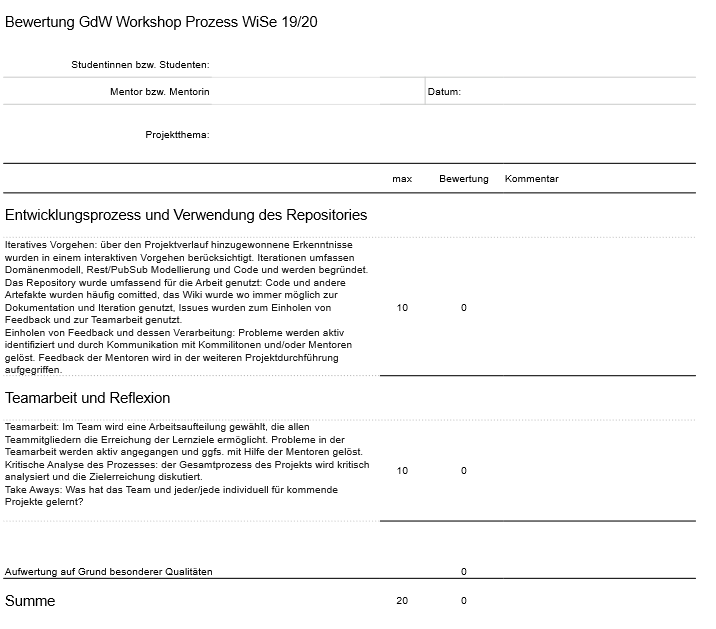 Bewertung GdW Workshop Prozess WiSe 19/20
Studentinnen bzw. Studenten:
Mentor bzw. Mentorin
Datum:
Projektthema:
max Bewertung Kommentar
Entwicklungsprozess und Verwendung des Repositories
Iteratives Vorgehen: über den Projektverlauf hinzugewonnene Erkenntnisse
wurden in einem interaktiven Vorgehen berücksichtigt. Iterationen umfassen
Domänenmodell, Rest/PubSub Modellierung und Code und werden begründet.
Das Repository wurde umfassend für die Arbeit genutzt: Code und andere
Artefakte wurden häufig comitted, das Wiki wurde wo immer möglich zur
Dokumentation und Iteration genutzt, Issues wurden zum Einholen von
Feedback und zur Teamarbeit genutzt.
Einholen von Feedback und dessen Verarbeitung: Probleme werden aktiv
identifiziert und durch Kommunikation mit Kommilitonen und/oder Mentoren
gelöst. Feedback der Mentoren wird in der weiteren Projektdurchführung
aufgegriffen.
10 0
Teamarbeit und Reflexion
Teamarbeit: Im Team wird eine Arbeitsaufteilung gewählt, die allen
Teammitgliedern die Erreichung der Lernziele ermöglicht. Probleme in der
Teamarbeit werden aktiv angegangen und ggfs. mit Hilfe der Mentoren gelöst.
Kritische Analyse des Prozesses: der Gesamtprozess des Projekts wird kritisch
analysiert und die Zielerreichung diskutiert.
Take Aways: Was hat das Team und jeder/jede individuell für kommende
Projekte gelernt?
10 0
Aufwertung auf Grund besonderer Qualitäten 0
Summe 20 0